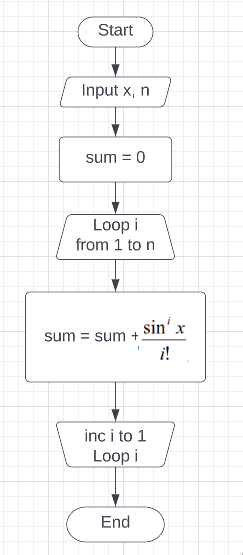 Start
Input x, n
sum = 0
Loop i
from 1 to n
sum = sum + sinⁱ x / i!
inc i to 1
Loop i
End